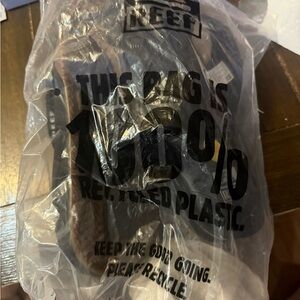 REEF
THIS BAG IS
100%
RECYCLED PLASTIC.
KEEP THE GOOD GOING.
PLEASE RECYCLE.